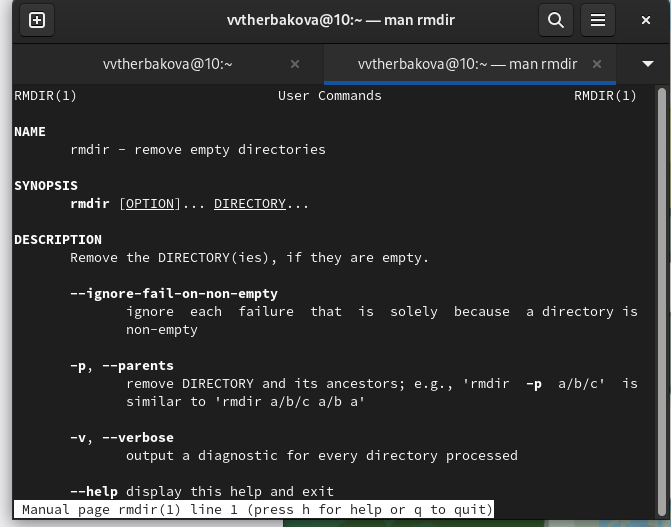 vvtherbakova@10:~ — man rmdir
vvtherbakova@10:~
vvtherbakova@10:~ — man rmdir
RMDIR(1) User Commands RMDIR(1)
NAME
rmdir - remove empty directories
SYNOPSIS
rmdir [OPTION]... DIRECTORY...
DESCRIPTION
Remove the DIRECTORY(ies), if they are empty.
--ignore-fail-on-non-empty
ignore each failure that is solely because a directory is
non-empty
-p, --parents
remove DIRECTORY and its ancestors; e.g., 'rmdir -p a/b/c' is
similar to 'rmdir a/b/c a/b a'
-v, --verbose
output a diagnostic for every directory processed
--help display this help and exit
Manual page rmdir(1) line 1 (press h for help or q to quit)